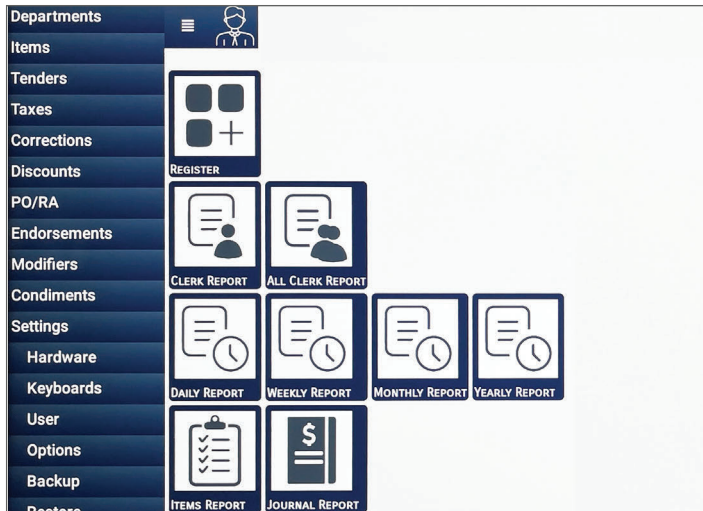 Departments
Items
Tenders
Taxes
Corrections
Discounts
PO/RA
Endorsements
Modifiers
Condiments
Settings
Hardware
Keyboards
User
Options
Backup
Restore
REGISTER
CLERK REPORT
ALL CLERK REPORT
DAILY REPORT
WEEKLY REPORT
MONTHLY REPORT
YEARLY REPORT
$
ITEMS REPORT
JOURNAL REPORT